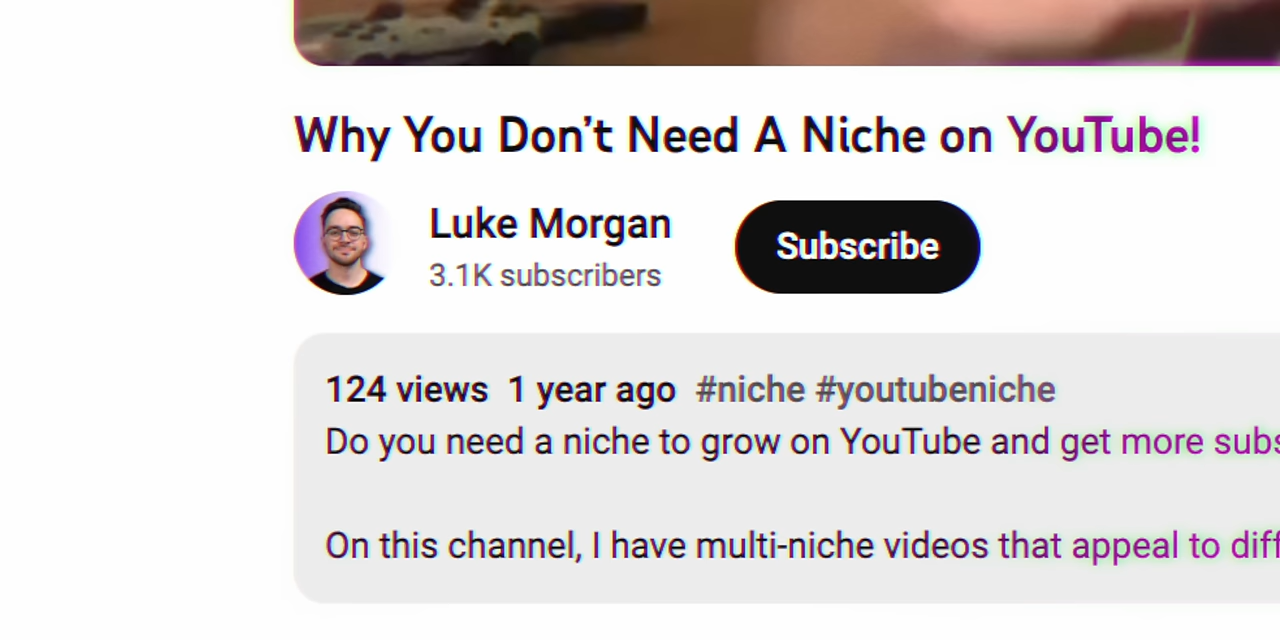 Why You Don’t Need A Niche on YouTube!
Luke Morgan
3.1K subscribers
Subscribe
124 views 1 year ago #niche #youtubeniche
Do you need a niche to grow on YouTube and get more subs
On this channel, I have multi-niche videos that appeal to diff